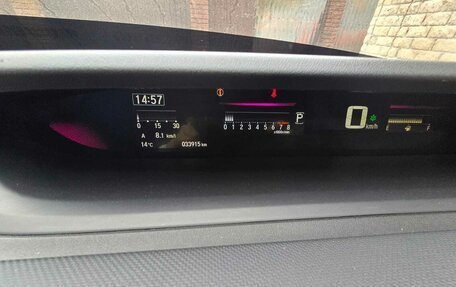 14:57
0 15 30
A 8.1 km/l
14°C 033915 km
0 1 2 3 4 5 6 7 8
x1000r/min
P
0 km/h
E F